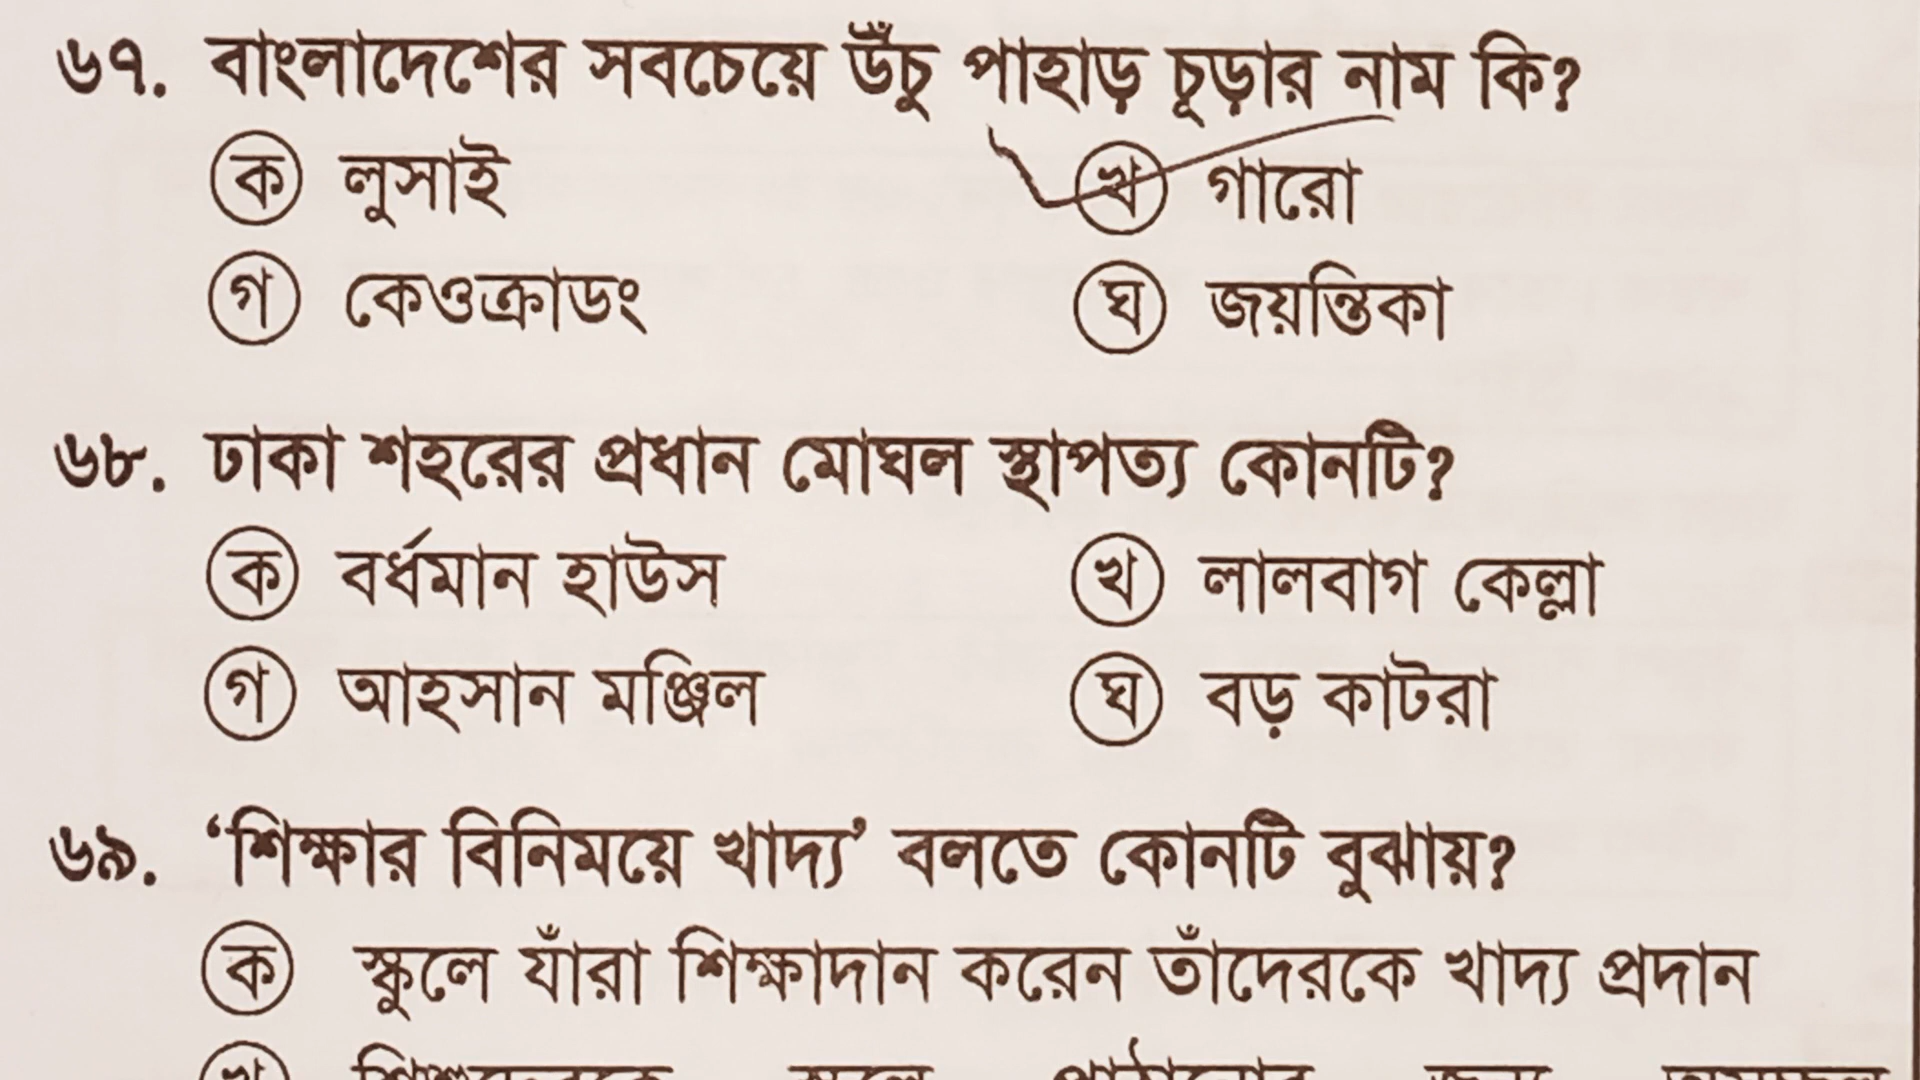 ৬৭. বাংলাদেশের সবচেয়ে উঁচু পাহাড় চূড়ার নাম কি?
ক লুসাই খ গারো
গ কেওক্রাডং ঘ জয়ন্তিকা
৬৮. ঢাকা শহরের প্রধান মোঘল স্থাপত্য কোনটি?
ক বর্ধমান হাউস খ লালবাগ কেল্লা
গ আহসান মঞ্জিল ঘ বড় কাটরা
৬৯. ‘শিক্ষার বিনিময়ে খাদ্য’ বলতে কোনটি বুঝায়?
ক স্কুলে যাঁরা শিক্ষাদান করেন তাঁদেরকে খাদ্য প্রদান